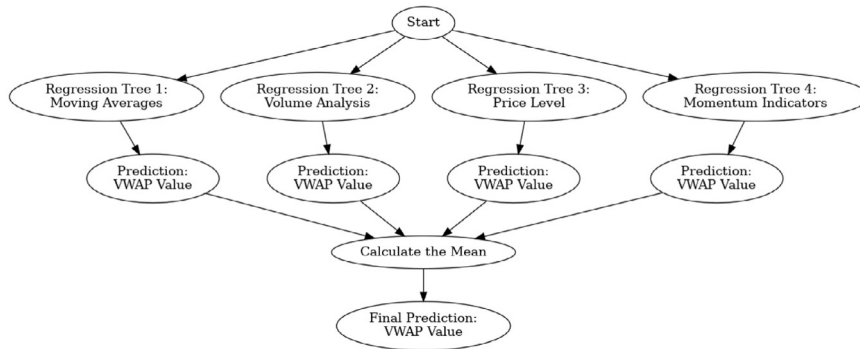 Start
Regression Tree 1:
Moving Averages
Regression Tree 2:
Volume Analysis
Regression Tree 3:
Price Level
Regression Tree 4:
Momentum Indicators
Prediction:
VWAP Value
Prediction:
VWAP Value
Prediction:
VWAP Value
Prediction:
VWAP Value
Calculate the Mean
Final Prediction:
VWAP Value